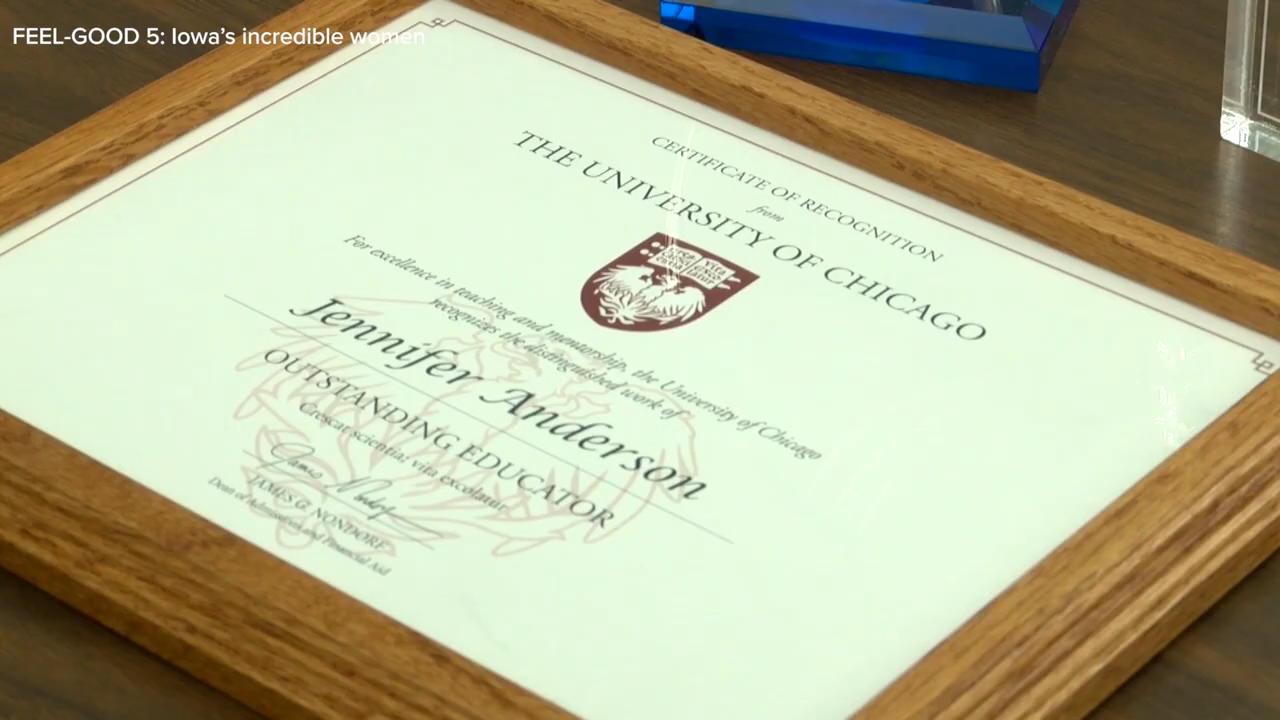 FEEL-GOOD 5: Iowa's incredible women
CERTIFICATE OF RECOGNITION
from
THE UNIVERSITY OF CHICAGO
For excellence in teaching and mentorship, the University of Chicago
recognizes the distinguished work of
Jennifer Anderson
OUTSTANDING EDUCATOR
Crescat scientia; vita excolatur
JAMES G. NONDORF
Dean of Admissions and Financial Aid